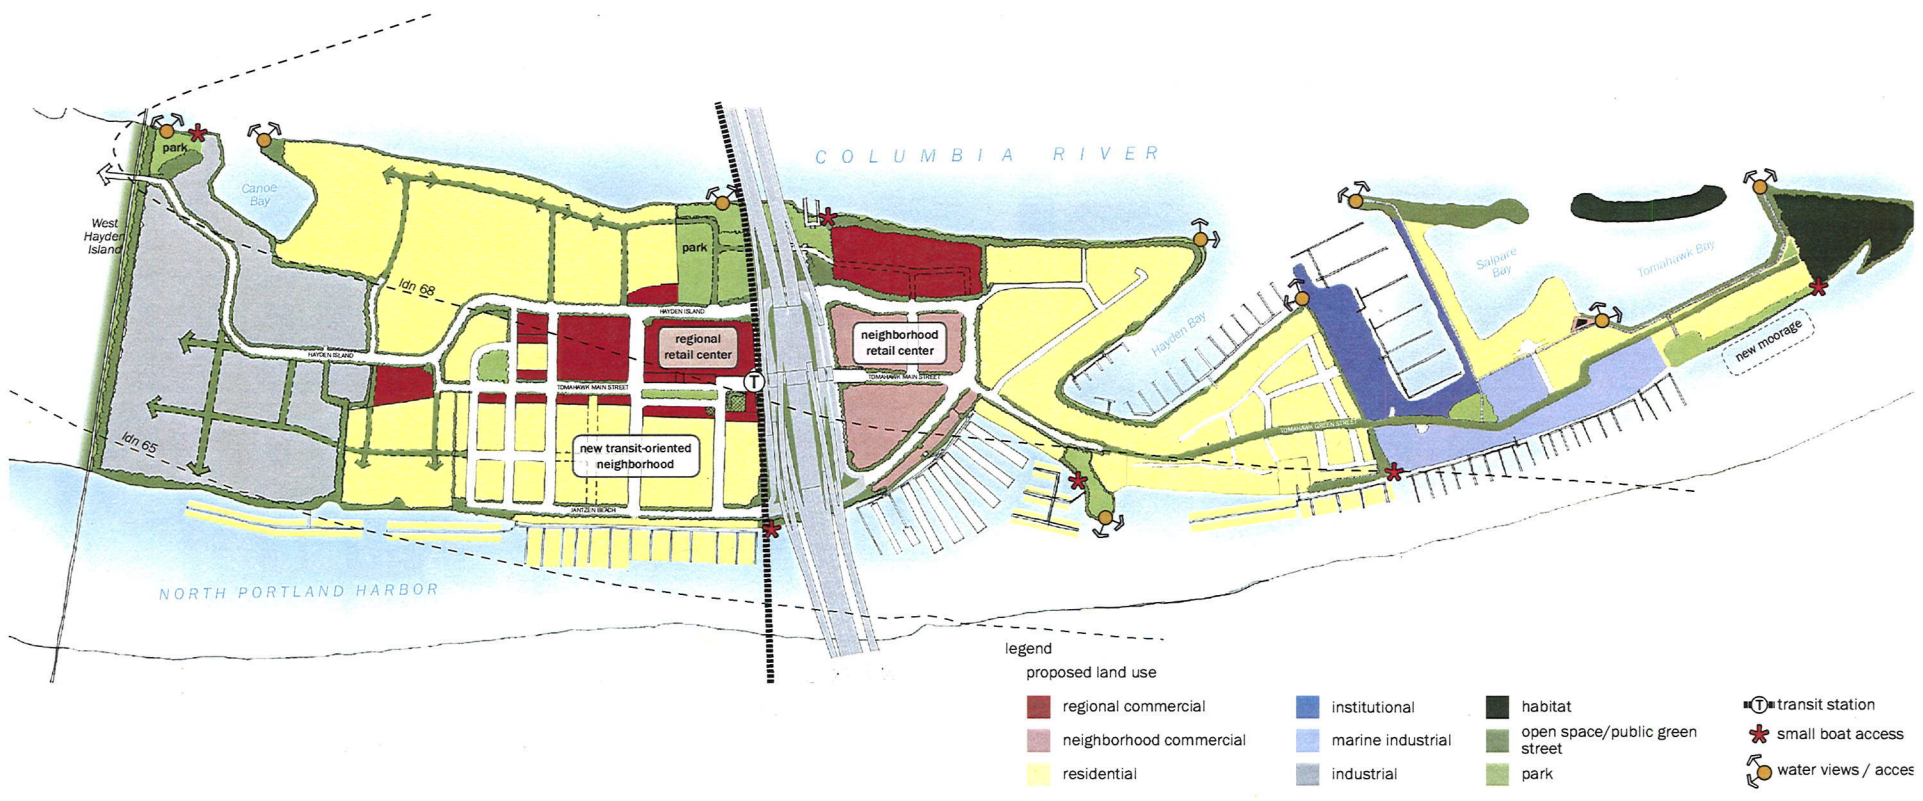 COLUMBIA RIVER
park
Canoe
Bay
West
Hayden
Island
ldn 68
park
HAYDEN ISLAND
regional
retail center
neighborhood
retail center
HAYDEN ISLAND
TOMAHAWK MAIN STREET
T
TOMAHAWK MAIN STREET
Hayden Bay
Salpare
Bay
Tomahawk Bay
new moorage
ldn 65
new transit-oriented
neighborhood
TOMAHAWK GREEN STREET
JANTZEN BEACH
NORTH PORTLAND HARBOR
legend
proposed land use
regional commercial
neighborhood commercial
residential
institutional
marine industrial
industrial
habitat
open space/public green
street
park
T transit station
small boat access
water views / acces